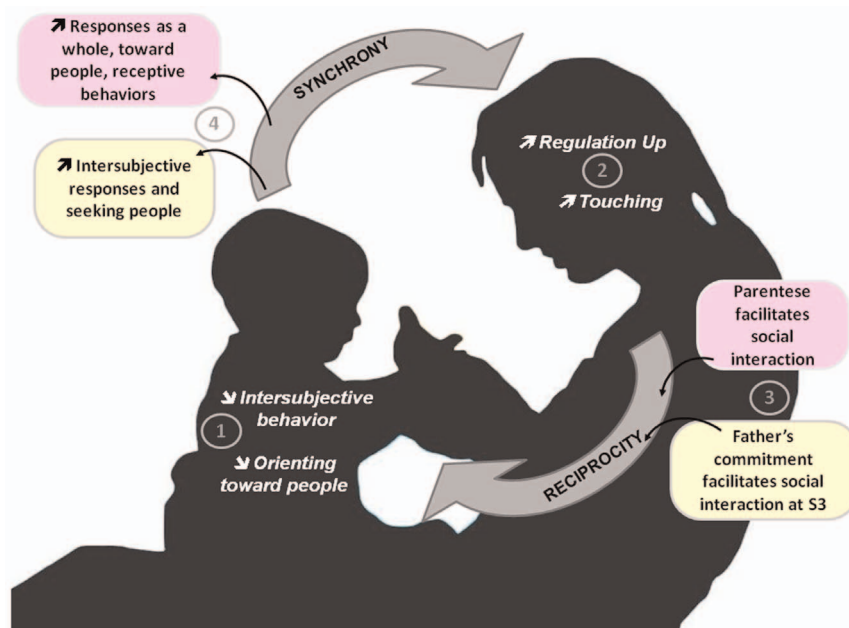 ↗ Responses as a
whole, toward
people, receptive
behaviors
SYNCHRONY
4
↗ Intersubjective
responses and
seeking people
↗ Regulation Up
2
↗ Touching
Parentese
facilitates
social
interaction
3
Father's
commitment
facilitates social
interaction at S3
RECIPROCITY
↘ Intersubjective
behavior
1
↘ Orienting
toward people